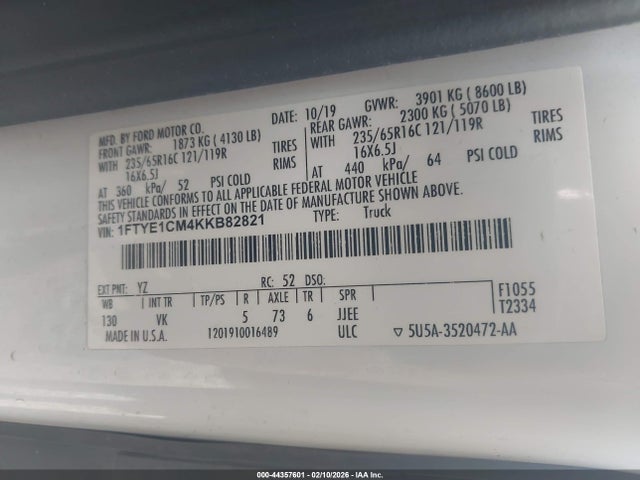 MFD. BY FORD MOTOR CO. DATE: 10/19 GVWR: 3901 KG ( 8600 LB)
FRONT GAWR: 1873 KG ( 4130 LB) REAR GAWR: 2300 KG ( 5070 LB)
WITH 235/65R16C 121/119R TIRES WITH 235/65R16C 121/119R TIRES
16X6.5J RIMS 16X6.5J RIMS
AT 360 kPa/ 52 PSI COLD AT 440 kPa/ 64 PSI COLD
THIS VEHICLE CONFORMS TO ALL APPLICABLE FEDERAL MOTOR VEHICLE
SAFETY STANDARDS IN EFFECT ON THE DATE OF MANUFACTURE SHOWN ABOVE.
VIN: 1FTYE1CM4KKB82821 TYPE: Truck
EXT PNT: YZ RC: 52 DSO: F1055
WB INT TR TP/PS R AXLE TR SPR T2334
130 VK 5 73 6 JJEE
MADE IN U.S.A. 1201910016489 ULC ▽ 5U5A-3520472-AA
000-44357601 - 02/10/2026 - IAA Inc.